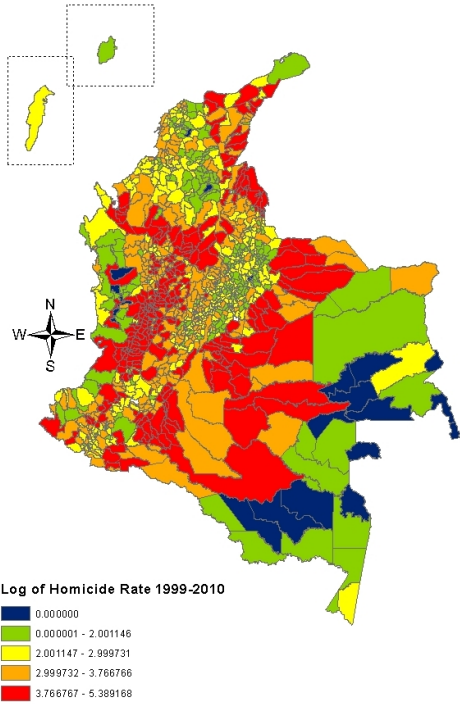 N
W E
S
Log of Homicide Rate 1999-2010
0.000000
0.000001 - 2.001146
2.001147 - 2.999731
2.999732 - 3.766766
3.766767 - 5.389168